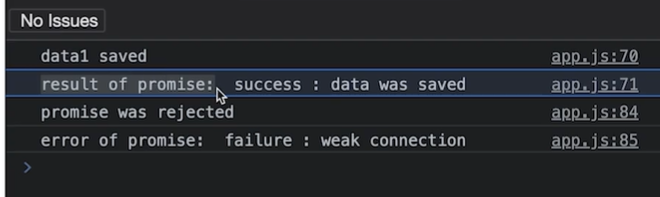 No Issues
data1 saved app.js:70
result of promise: success : data was saved app.js:71
promise was rejected app.js:84
error of promise: failure : weak connection app.js:85
>